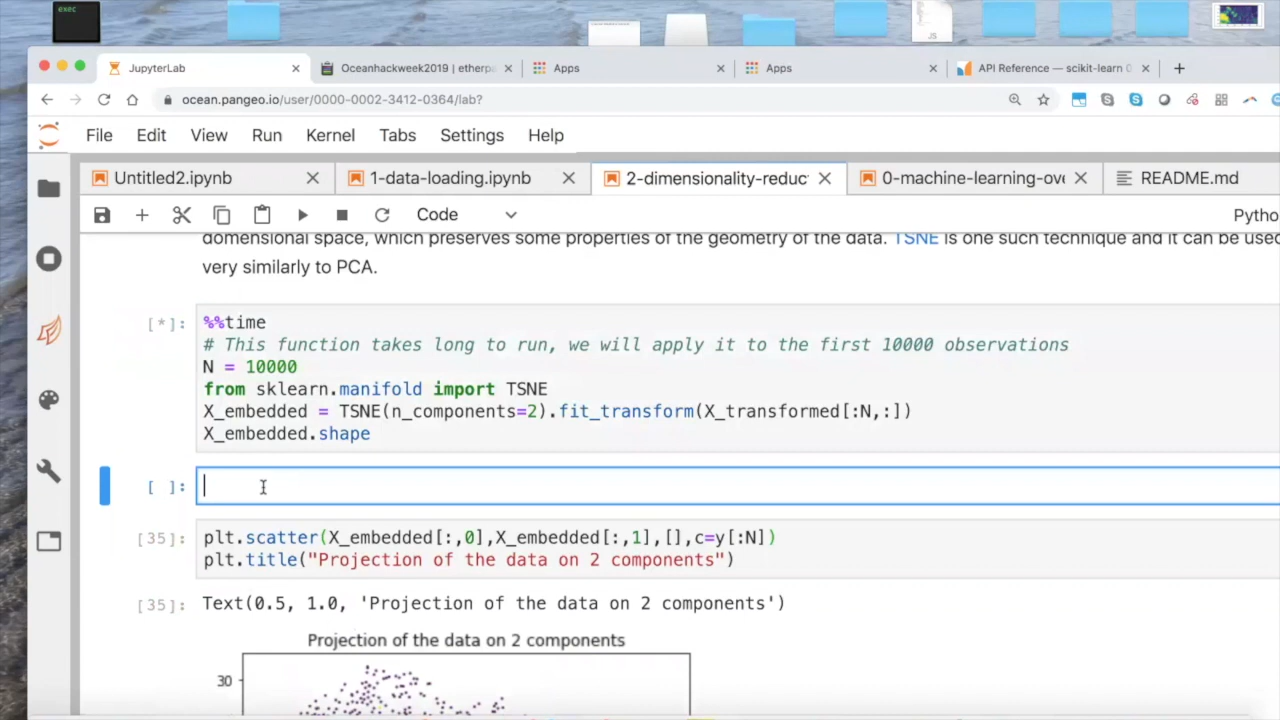 exec
JS
JupyterLab
Oceanhackweek2019 | etherpa
Apps
Apps
API Reference — scikit-learn 0
ocean.pangeo.io/user/0000-0002-3412-0364/lab?
File Edit View Run Kernel Tabs Settings Help
Untitled2.ipynb
1-data-loading.ipynb
2-dimensionality-reduc
0-machine-learning-ove
README.md
Code
Pytho
domensional space, which preserves some properties of the geometry of the data. TSNE is one such technique and it can be used
very similarly to PCA.
[*]:
%%time
# This function takes long to run, we will apply it to the first 10000 observations
N = 10000
from sklearn.manifold import TSNE
X_embedded = TSNE(n_components=2).fit_transform(X_transformed[:N,:])
X_embedded.shape
[ ]:
[35]:
plt.scatter(X_embedded[:,0],X_embedded[:,1],[],c=y[:N])
plt.title("Projection of the data on 2 components")
[35]:
Text(0.5, 1.0, 'Projection of the data on 2 components')
Projection of the data on 2 components
30